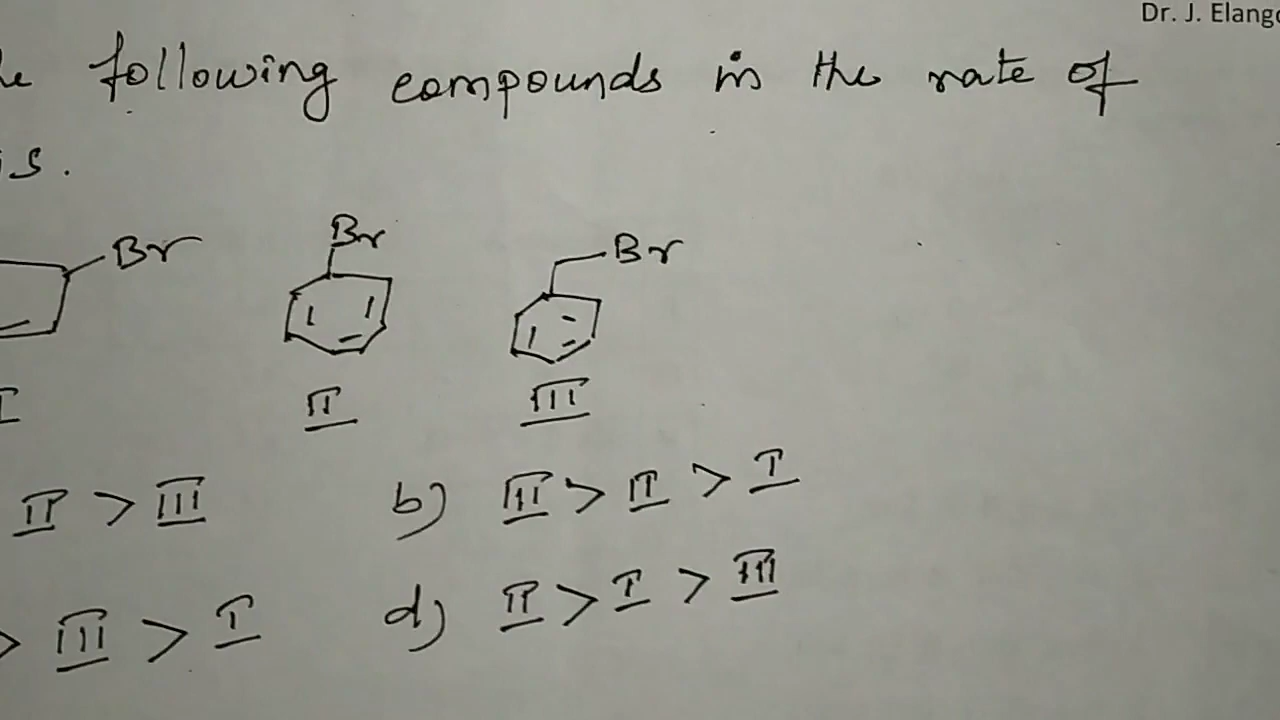 Dr. J. Elango
following compounds in the rate of
is.
Br Br Br
I II III
II > III b) III > II > I
> III > I d) II > I > III